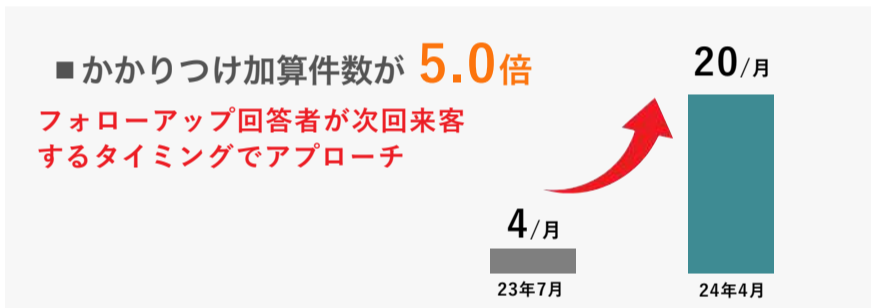 ■かかりつけ加算件数が 5.0倍
フォローアップ回答者が次回来客
するタイミングでアプローチ
20/月
4/月
23年7月
24年4月